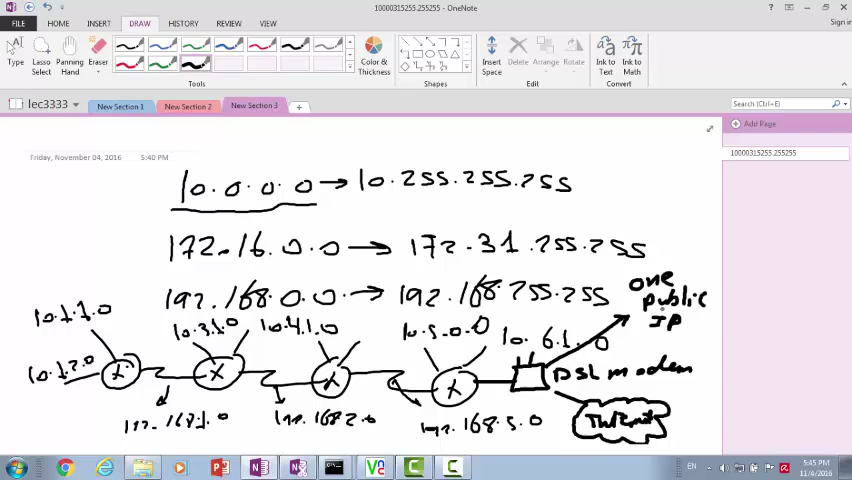 10000315255.255255 - OneNote
FILE HOME INSERT DRAW HISTORY REVIEW VIEW
Sign in
Type
Lasso Select
Panning Hand
Eraser
Color & Thickness
Insert Space
Delete
Arrange
Rotate
Ink to Text
Ink to Math
Tools
Shapes
Edit
Convert
lec3333
New Section 1
New Section 2
New Section 3
Search (Ctrl+E)
Add Page
10000315255.255255
Friday, November 04, 2016 5:40 PM
10.0.0.0 → 10.255.255.255
172.16.0.0 → 172.31.255.255
192.168.0.0 → 192.168.255.255
one
public
IP
10.1.1.0
10.3.1.0
10.4.1.0
10.5.0.0
10.6.1.0
10.1.2.0
DSL modem
192.168.1.0
192.168.2.0
192.168.5.0
EN
5:45 PM
11/4/2016